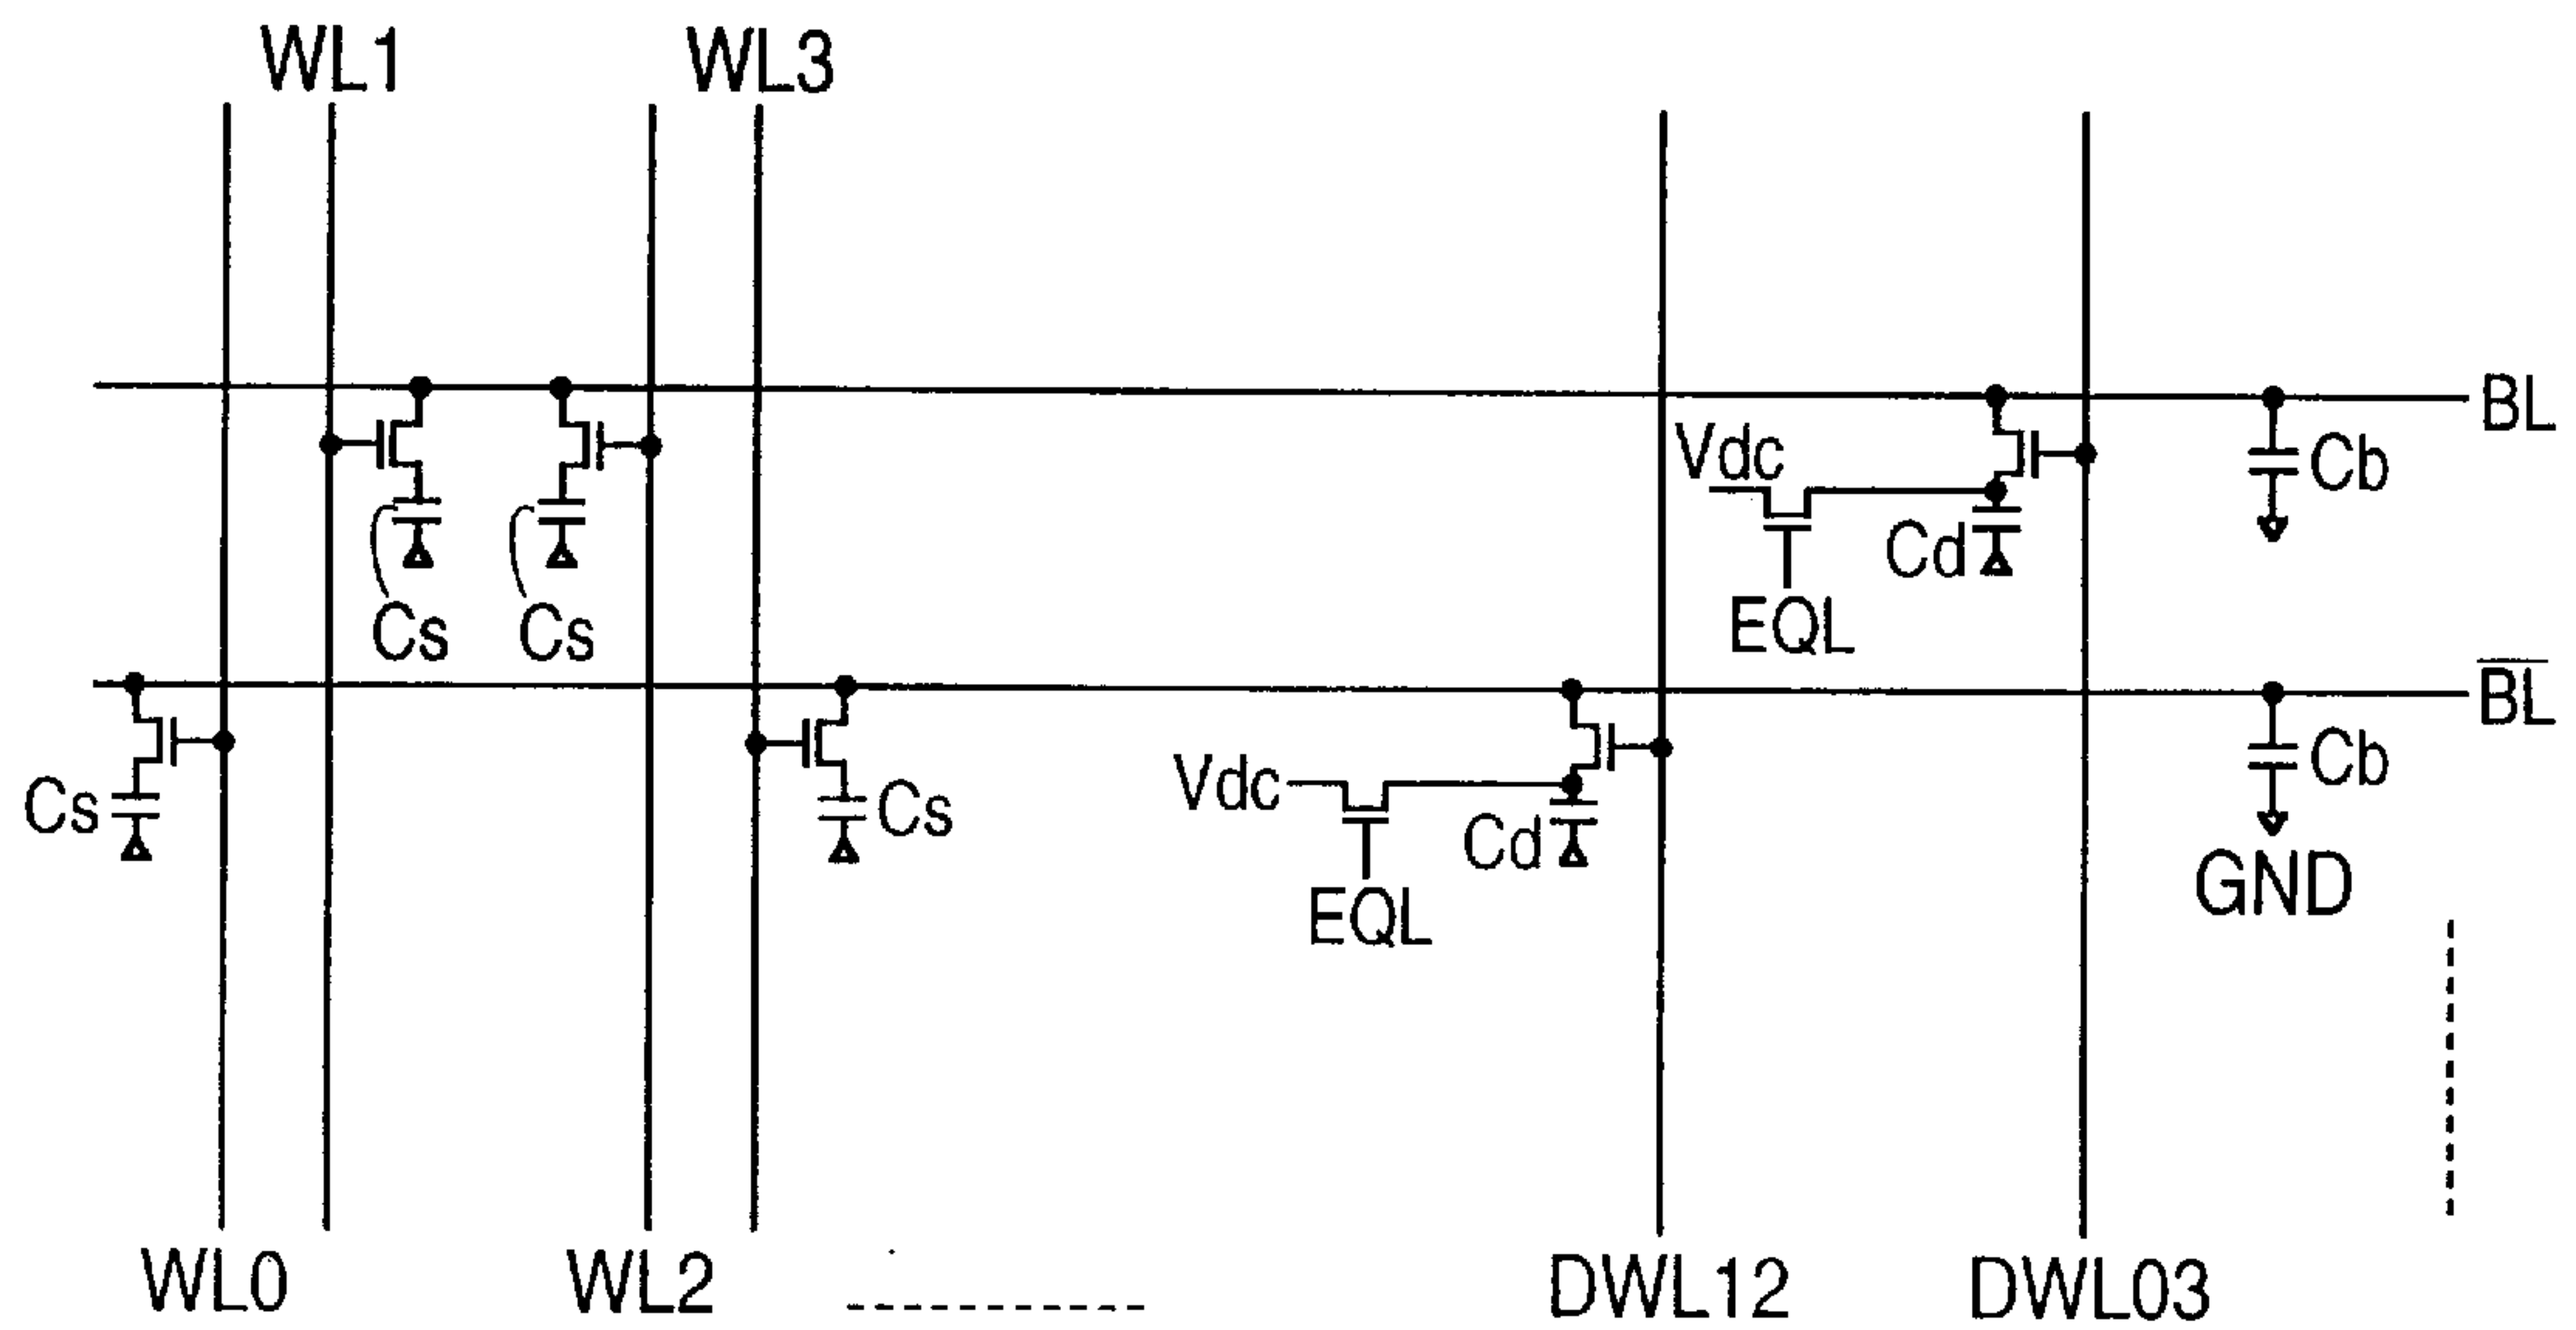 WL1 WL3
BL
Vdc
Cb
Cd
EQL
Cs Cs
B̅L̅
Vdc
Cb
Cs
Cs
Cd
GND
EQL
WL0 WL2 DWL12 DWL03